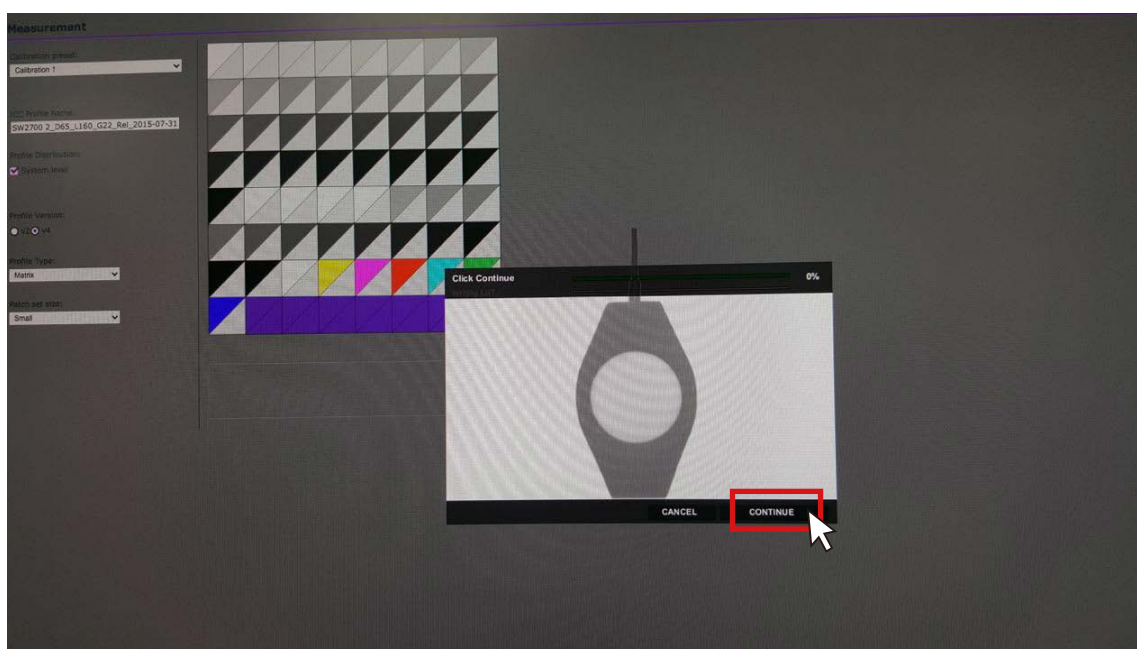 Measurement
Calibration preset:
Calibration 1
ICC Profile Name:
SW2700 2_D65_L160_G22_Rel_2015-07-31
Profile Distribution:
System level
Profile Version:
v2 v4
Profile Type:
Matrix
Patch set size:
Small
Click Continue
0%
CANCEL
CONTINUE